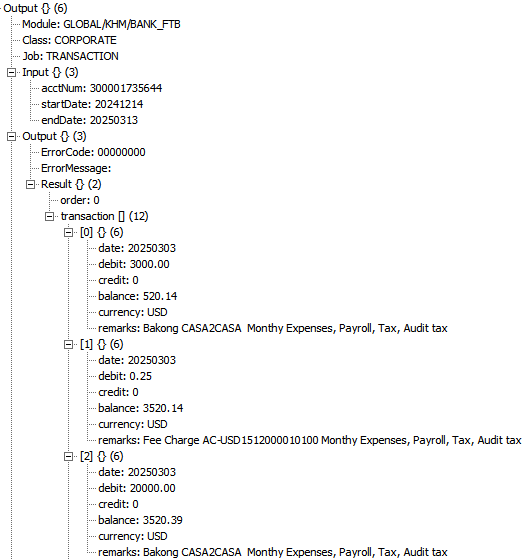 Output {} (6)
Module: GLOBAL/KHM/BANK_FTB
Class: CORPORATE
Job: TRANSACTION
Input {} (3)
acctNum: 300001735644
startDate: 20241214
endDate: 20250313
Output {} (3)
ErrorCode: 00000000
ErrorMessage:
Result {} (2)
order: 0
transaction [] (12)
[0] {} (6)
date: 20250303
debit: 3000.00
credit: 0
balance: 520.14
currency: USD
remarks: Bakong CASA2CASA  Monthy Expenses, Payroll, Tax, Audit tax
[1] {} (6)
date: 20250303
debit: 0.25
credit: 0
balance: 3520.14
currency: USD
remarks: Fee Charge AC-USD1512000010100 Monthy Expenses, Payroll, Tax, Audit tax
[2] {} (6)
date: 20250303
debit: 20000.00
credit: 0
balance: 3520.39
currency: USD
remarks: Bakong CASA2CASA  Monthy Expenses, Payroll, Tax, Audit tax